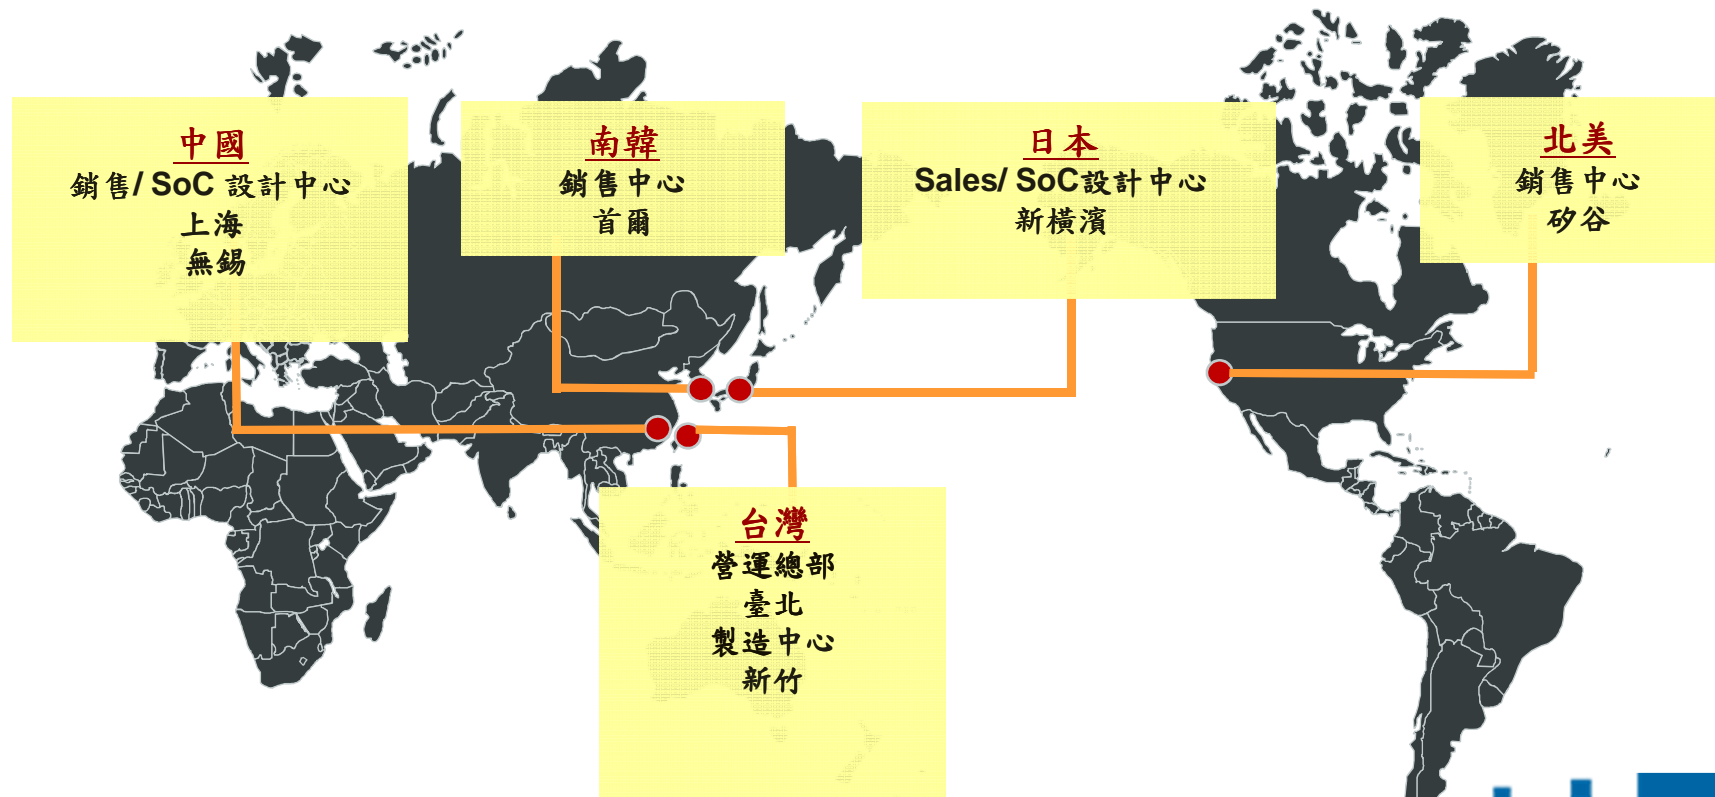 中國
銷售/ SoC 設計中心
上海
無錫
南韓
銷售中心
首爾
日本
Sales/ SoC設計中心
新橫濱
北美
銷售中心
矽谷
台灣
營運總部
臺北
製造中心
新竹